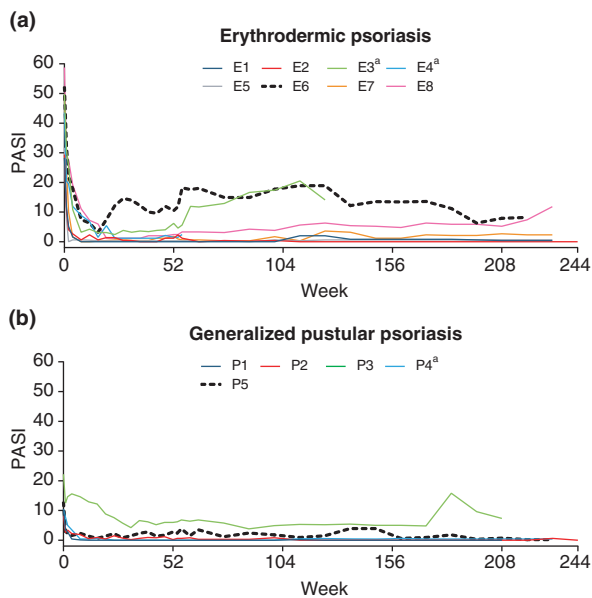 (a)
Erythrodermic psoriasis
E1 E2 E3ᵃ E4ᵃ
E5 E6 E7 E8
60
50
40
30
20
10
0
PASI
0 52 104 156 208 244
Week
(b)
Generalized pustular psoriasis
P1 P2 P3 P4ᵃ
P5
60
50
40
30
20
10
0
PASI
0 52 104 156 208 244
Week